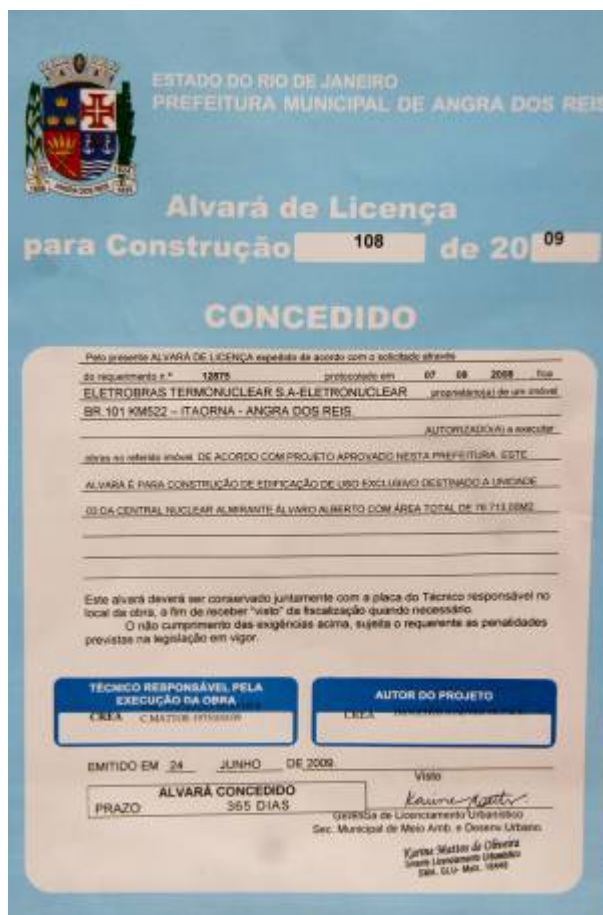 ESTADO DO RIO DE JANEIRO
PREFEITURA MUNICIPAL DE ANGRA DOS REIS
Alvará de Licença
para Construção 108 de 20 09
CONCEDIDO
Pelo presente ALVARÁ DE LICENÇA expedido de acordo com o solicitado através
do requerimento n.º 12875 protocolado em 07 08 2008 fica
ELETROBRAS TERMONUCLEAR S.A-ELETRONUCLEAR proprietário(a) de um imóvel
BR.101 KM522 – ITAORNA - ANGRA DOS REIS
AUTORIZADO(A) a executar
obras no referido imóvel. DE ACORDO COM PROJETO APROVADO NESTA PREFEITURA. ESTE
ALVARÁ É PARA CONSTRUÇÃO DE EDIFICAÇÃO DE USO EXCLUSIVO DESTINADO A UNIDADE
03 DA CENTRAL NUCLEAR ALMIRANTE ÁLVARO ALBERTO COM ÁREA TOTAL DE
Este alvará deverá ser conservado juntamente com a placa do Técnico responsável no
local da obra, a fim de receber "visto" da fiscalização quando necessário.
O não cumprimento das exigências acima, sujeita o requerente as penalidades
previstas na legislação em vigor.
TÉCNICO RESPONSÁVEL PELA
EXECUÇÃO DA OBRA
CREA
AUTOR DO PROJETO
CREA
EMITIDO EM 24 JUNHO DE 2009
Visto
ALVARÁ CONCEDIDO
PRAZO 365 DIAS
Gerência de Licenciamento Urbanístico
Sec. Municipal de Meio Amb. e Desenv. Urbano
Karine Mattos de Oliveira